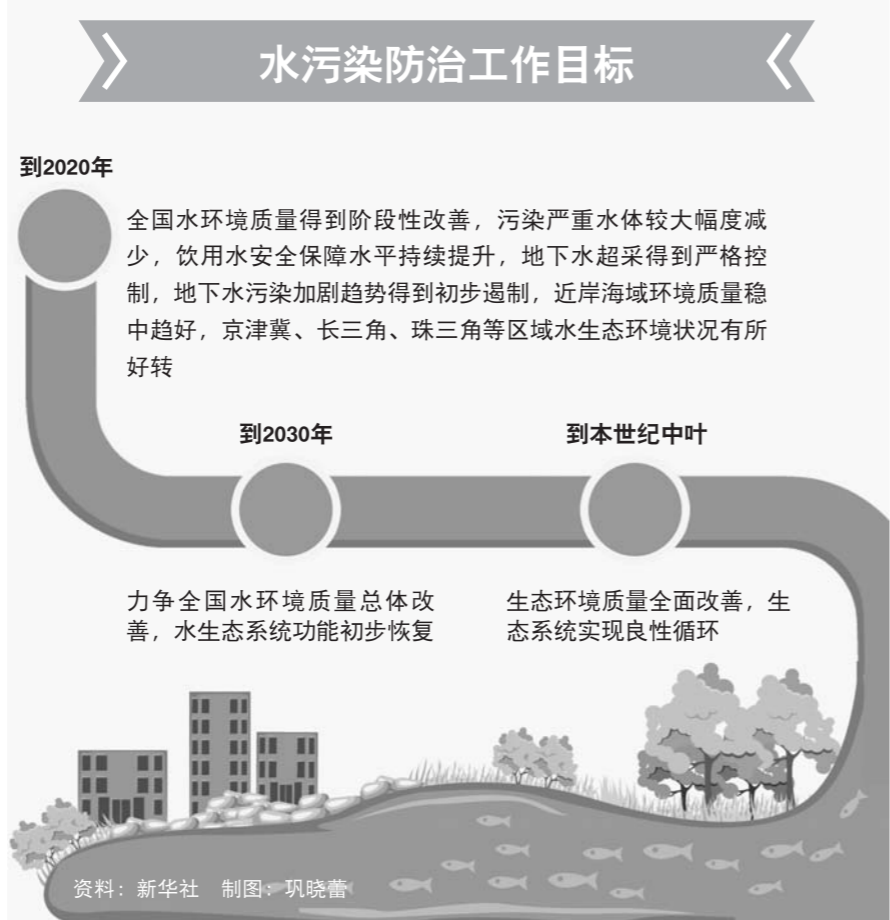 水污染防治工作目标
到2020年
全国水环境质量得到阶段性改善，污染严重水体较大幅度减
少，饮用水安全保障水平持续提升，地下水超采得到严格控
制，地下水污染加剧趋势得到初步遏制，近岸海域环境质量稳
中趋好，京津冀、长三角、珠三角等区域水生态环境状况有所
好转
到2030年
力争全国水环境质量总体改
善，水生态系统功能初步恢复
到本世纪中叶
生态环境质量全面改善，生
态系统实现良性循环
资料：新华社　制图：巩晓蕾